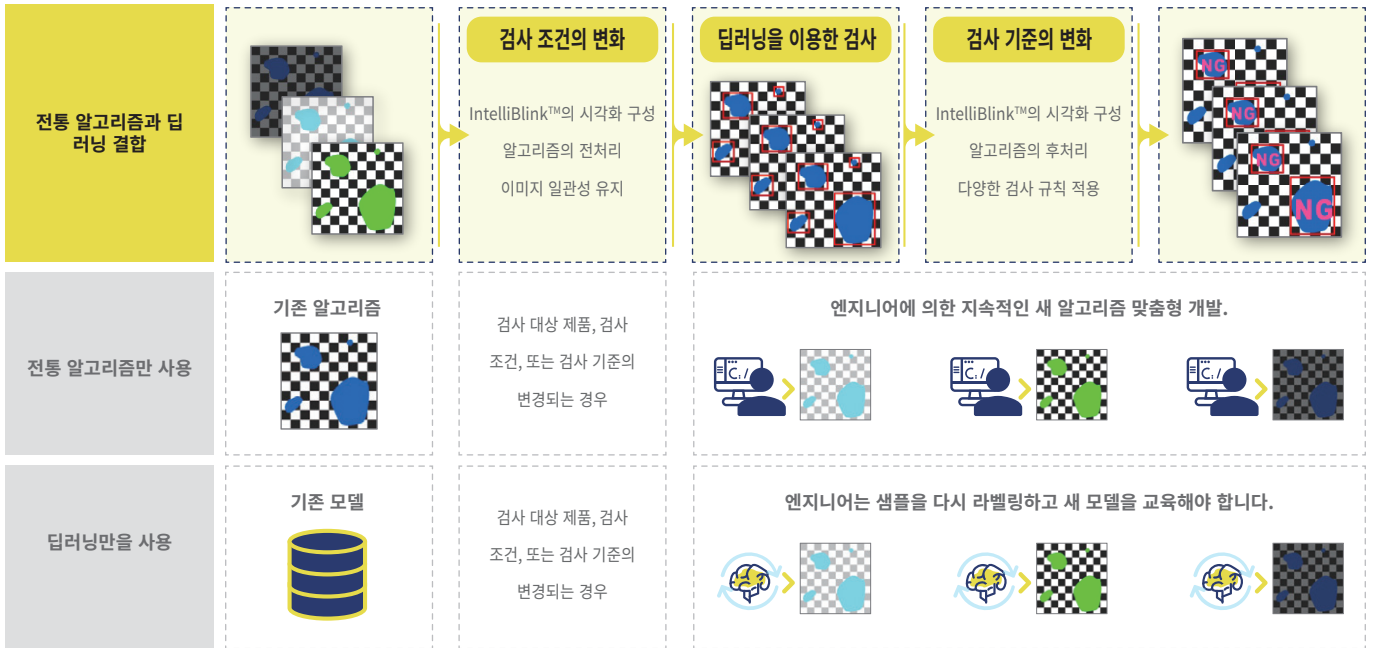 전통 알고리즘과 딥
러닝 결합
검사 조건의 변화
IntelliBlink™의 시각화 구성
알고리즘의 전처리
이미지 일관성 유지
딥러닝을 이용한 검사
검사 기준의 변화
IntelliBlink™의 시각화 구성
알고리즘의 후처리
다양한 검사 규칙 적용
NG
NG
NG
NG
전통 알고리즘만 사용
기존 알고리즘
검사 대상 제품, 검사
조건, 또는 검사 기준의
변경되는 경우
엔지니어에 의한 지속적인 새 알고리즘 맞춤형 개발.
C:/
C:/
C:/
딥러닝만을 사용
기존 모델
검사 대상 제품, 검사
조건, 또는 검사 기준의
변경되는 경우
엔지니어는 샘플을 다시 라벨링하고 새 모델을 교육해야 합니다.